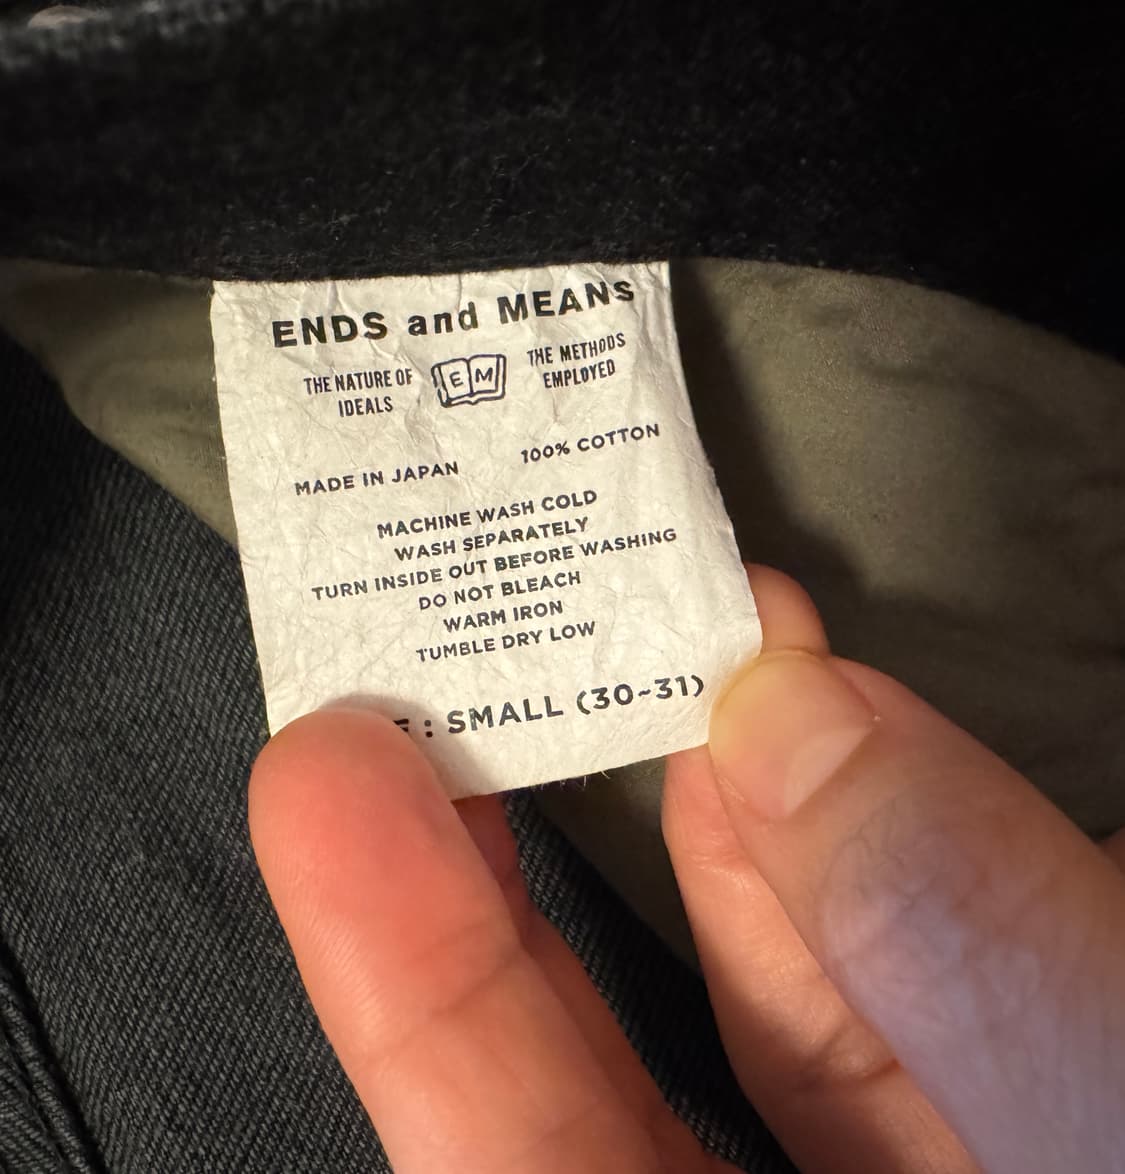 ENDS and MEANS
THE NATURE OF
IDEALS
E M
THE METHODS
EMPLOYED
MADE IN JAPAN
100% COTTON
MACHINE WASH COLD
WASH SEPARATELY
TURN INSIDE OUT BEFORE WASHING
DO NOT BLEACH
WARM IRON
TUMBLE DRY LOW
: SMALL (30~31)